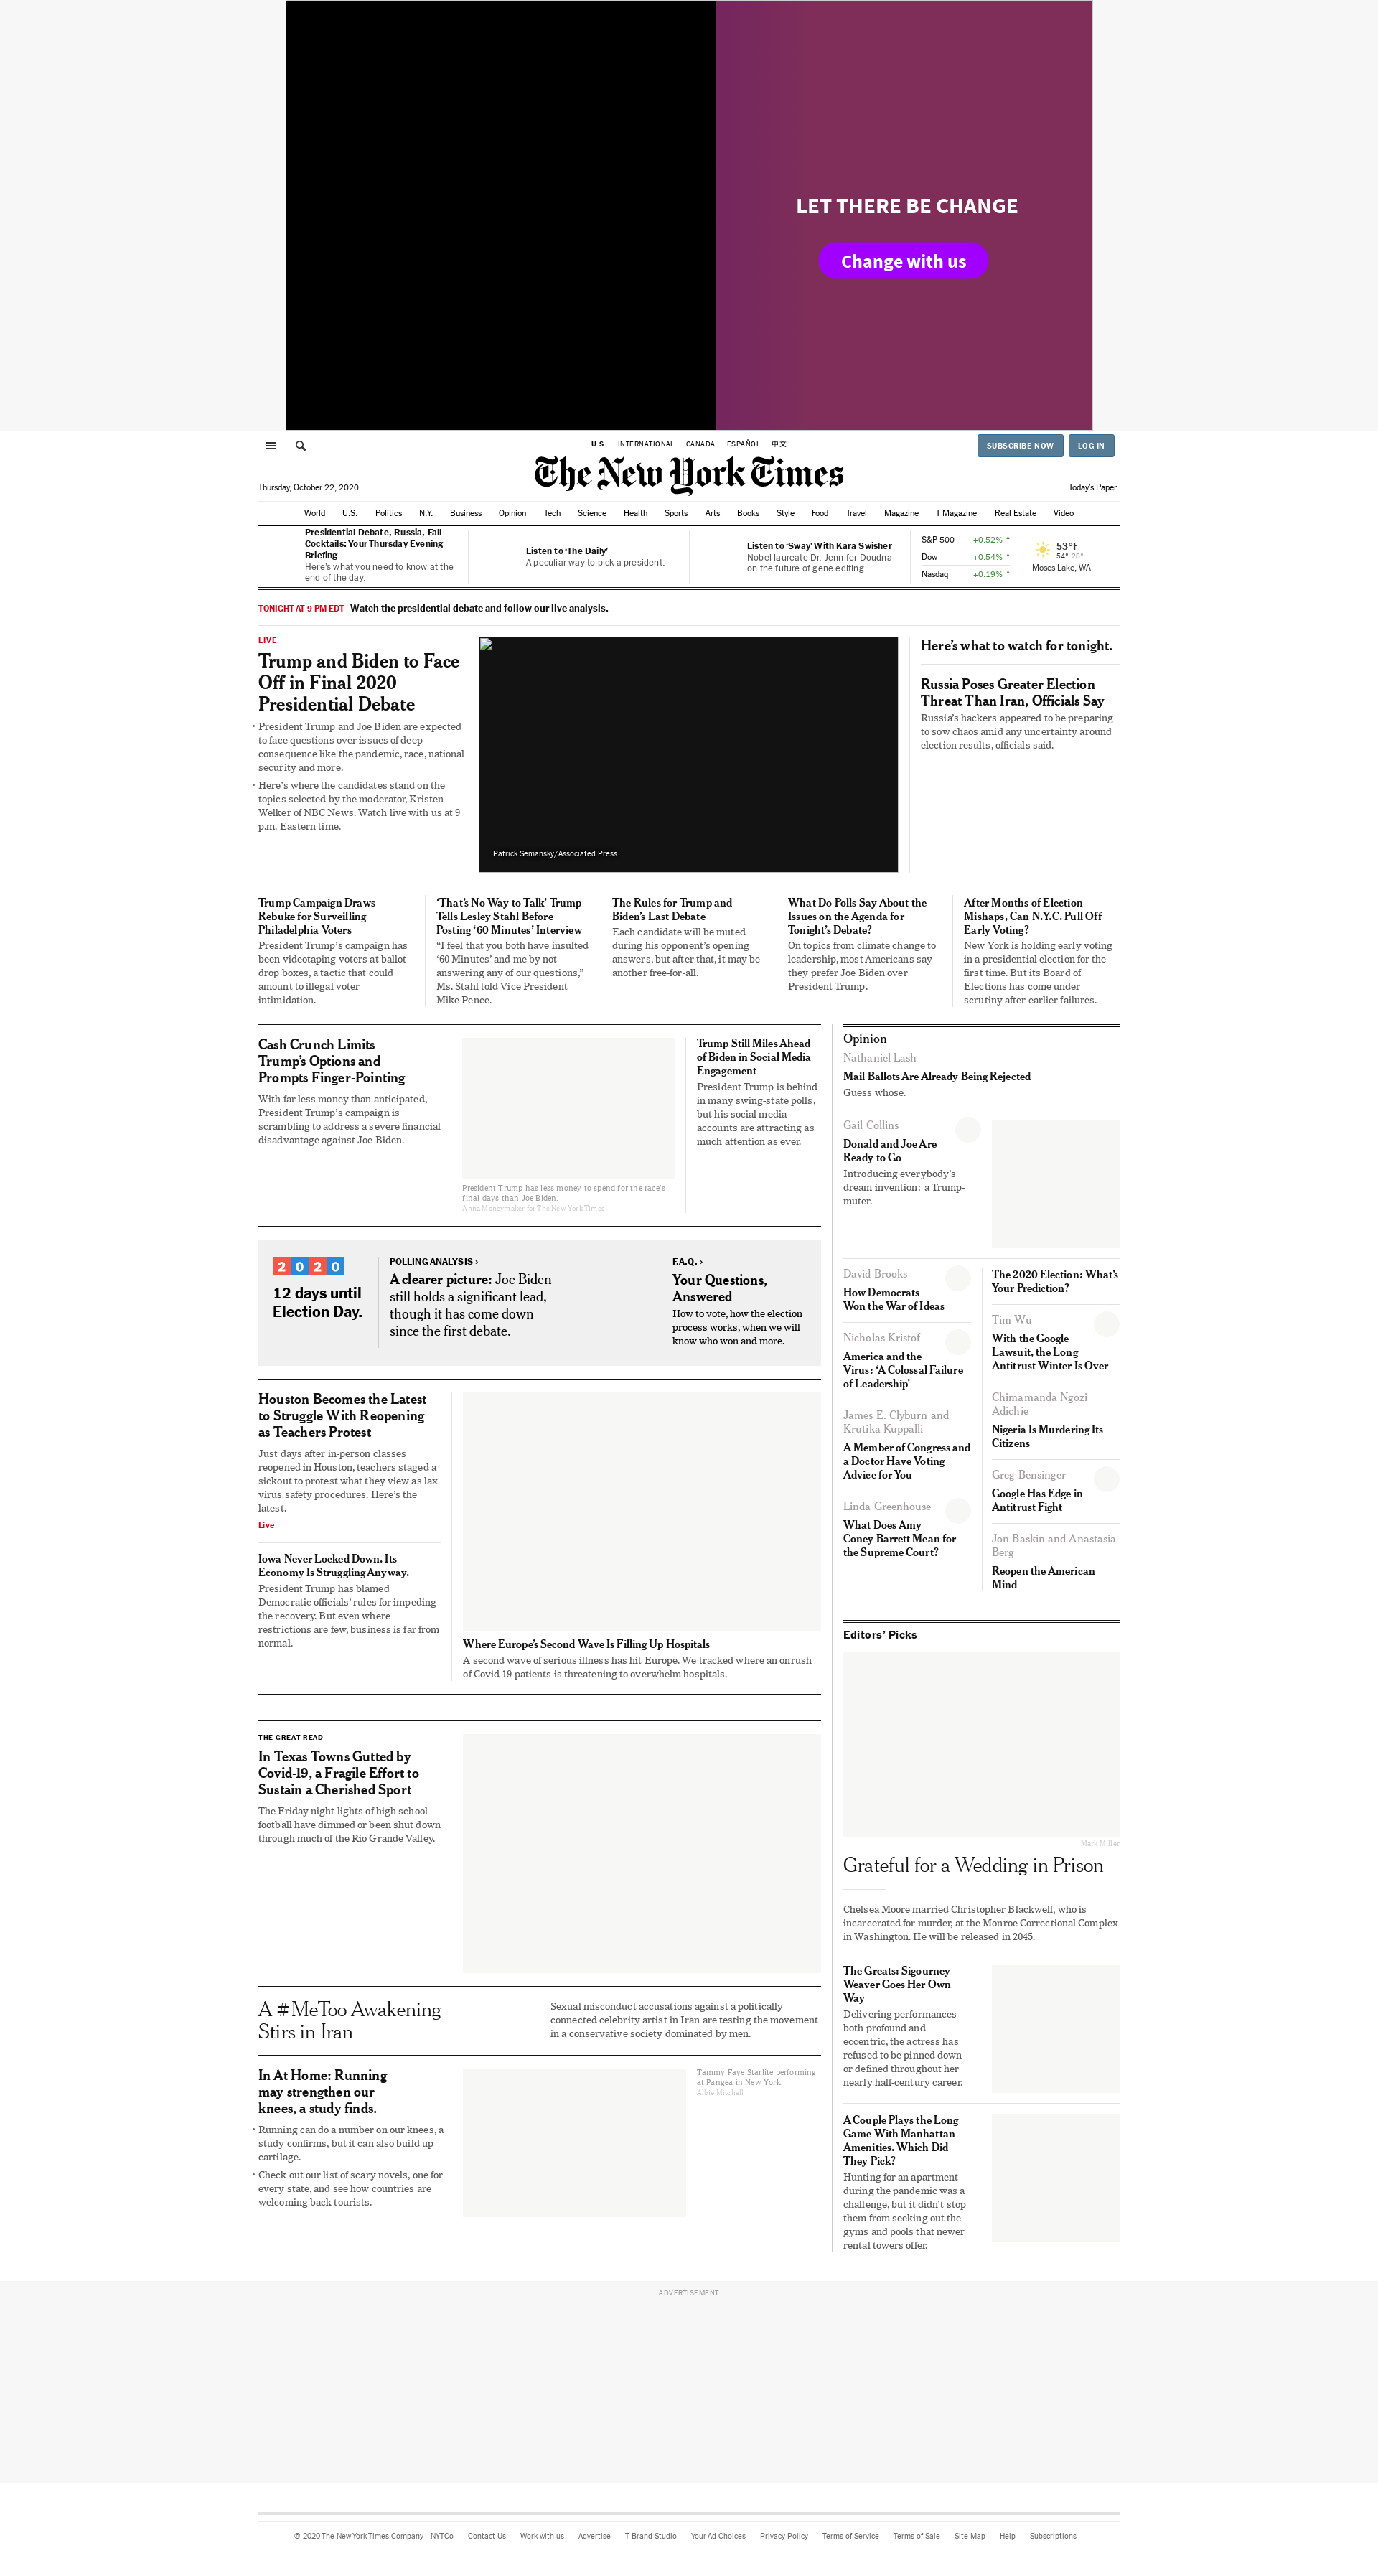 LET THERE BE CHANGE
Change with us
U.S.
INTERNATIONAL
CANADA
ESPAÑOL
中文
SUBSCRIBE NOW
LOG IN
The New York Times
Thursday, October 22, 2020
Today's Paper
World
U.S.
Politics
N.Y.
Business
Opinion
Tech
Science
Health
Sports
Arts
Books
Style
Food
Travel
Magazine
T Magazine
Real Estate
Video
Presidential Debate, Russia, Fall
Cocktails: Your Thursday Evening
Briefing
Here's what you need to know at the
end of the day.
Listen to ‘The Daily’
A peculiar way to pick a president.
Listen to ‘Sway’ With Kara Swisher
Nobel laureate Dr. Jennifer Doudna
on the future of gene editing.
S&P 500 +0.52% ↑
Dow +0.54% ↑
Nasdaq +0.19% ↑
53°F
54° 28°
Moses Lake, WA
TONIGHT AT 9 PM EDT Watch the presidential debate and follow our live analysis.
LIVE
Trump and Biden to Face
Off in Final 2020
Presidential Debate
• President Trump and Joe Biden are expected
to face questions over issues of deep
consequence like the pandemic, race, national
security and more.
• Here’s where the candidates stand on the
topics selected by the moderator, Kristen
Welker of NBC News. Watch live with us at 9
p.m. Eastern time.
Patrick Semansky/Associated Press
Here’s what to watch for tonight.
Russia Poses Greater Election
Threat Than Iran, Officials Say
Russia’s hackers appeared to be preparing
to sow chaos amid any uncertainty around
election results, officials said.
Trump Campaign Draws
Rebuke for Surveilling
Philadelphia Voters
President Trump’s campaign has
been videotaping voters at ballot
drop boxes, a tactic that could
amount to illegal voter
intimidation.
‘That’s No Way to Talk’ Trump
Tells Lesley Stahl Before
Posting ‘60 Minutes’ Interview
“I feel that you both have insulted
‘60 Minutes’ and me by not
answering any of our questions,”
Ms. Stahl told Vice President
Mike Pence.
The Rules for Trump and
Biden’s Last Debate
Each candidate will be muted
during his opponent’s opening
answers, but after that, it may be
another free-for-all.
What Do Polls Say About the
Issues on the Agenda for
Tonight’s Debate?
On topics from climate change to
leadership, most Americans say
they prefer Joe Biden over
President Trump.
After Months of Election
Mishaps, Can N.Y.C. Pull Off
Early Voting?
New York is holding early voting
in a presidential election for the
first time. But its Board of
Elections has come under
scrutiny after earlier failures.
Cash Crunch Limits
Trump’s Options and
Prompts Finger-Pointing
With far less money than anticipated,
President Trump’s campaign is
scrambling to address a severe financial
disadvantage against Joe Biden.
President Trump has less money to spend for the race’s
final days than Joe Biden.
Anna Moneymaker for The New York Times
Trump Still Miles Ahead
of Biden in Social Media
Engagement
President Trump is behind
in many swing-state polls,
but his social media
accounts are attracting as
much attention as ever.
2020
12 days until
Election Day.
POLLING ANALYSIS ›
A clearer picture: Joe Biden
still holds a significant lead,
though it has come down
since the first debate.
F.A.Q. ›
Your Questions,
Answered
How to vote, how the election
process works, when we will
know who won and more.
Houston Becomes the Latest
to Struggle With Reopening
as Teachers Protest
Just days after in-person classes
reopened in Houston, teachers staged a
sickout to protest what they view as lax
virus safety procedures. Here’s the
latest.
Live
Iowa Never Locked Down. Its
Economy Is Struggling Anyway.
President Trump has blamed
Democratic officials’ rules for impeding
the recovery. But even where
restrictions are few, business is far from
normal.
Where Europe’s Second Wave Is Filling Up Hospitals
A second wave of serious illness has hit Europe. We tracked where an onrush
of Covid-19 patients is threatening to overwhelm hospitals.
THE GREAT READ
In Texas Towns Gutted by
Covid-19, a Fragile Effort to
Sustain a Cherished Sport
The Friday night lights of high school
football have dimmed or been shut down
through much of the Rio Grande Valley.
A #MeToo Awakening
Stirs in Iran
Sexual misconduct accusations against a politically
connected celebrity artist in Iran are testing the movement
in a conservative society dominated by men.
In At Home: Running
may strengthen our
knees, a study finds.
• Running can do a number on our knees, a
study confirms, but it can also build up
cartilage.
• Check out our list of scary novels, one for
every state, and see how countries are
welcoming back tourists.
Tammy Faye Starlite performing
at Pangea in New York.
Albie Mitchell
Opinion
Nathaniel Lash
Mail Ballots Are Already Being Rejected
Guess whose.
Gail Collins
Donald and Joe Are
Ready to Go
Introducing everybody’s
dream invention: a Trump-
muter.
David Brooks
How Democrats
Won the War of Ideas
Nicholas Kristof
America and the
Virus: ‘A Colossal Failure
of Leadership’
James E. Clyburn and
Krutika Kuppalli
A Member of Congress and
a Doctor Have Voting
Advice for You
Linda Greenhouse
What Does Amy
Coney Barrett Mean for
the Supreme Court?
The 2020 Election: What’s
Your Prediction?
Tim Wu
With the Google
Lawsuit, the Long
Antitrust Winter Is Over
Chimamanda Ngozi
Adichie
Nigeria Is Murdering Its
Citizens
Greg Bensinger
Google Has Edge in
Antitrust Fight
Jon Baskin and Anastasia
Berg
Reopen the American
Mind
Editors’ Picks
Mark Miller
Grateful for a Wedding in Prison
Chelsea Moore married Christopher Blackwell, who is
incarcerated for murder, at the Monroe Correctional Complex
in Washington. He will be released in 2045.
The Greats: Sigourney
Weaver Goes Her Own
Way
Delivering performances
both profound and
eccentric, the actress has
refused to be pinned down
or defined throughout her
nearly half-century career.
A Couple Plays the Long
Game With Manhattan
Amenities. Which Did
They Pick?
Hunting for an apartment
during the pandemic was a
challenge, but it didn’t stop
them from seeking out the
gyms and pools that newer
rental towers offer.
ADVERTISEMENT
© 2020 The New York Times Company
NYTCo
Contact Us
Work with us
Advertise
T Brand Studio
Your Ad Choices
Privacy Policy
Terms of Service
Terms of Sale
Site Map
Help
Subscriptions